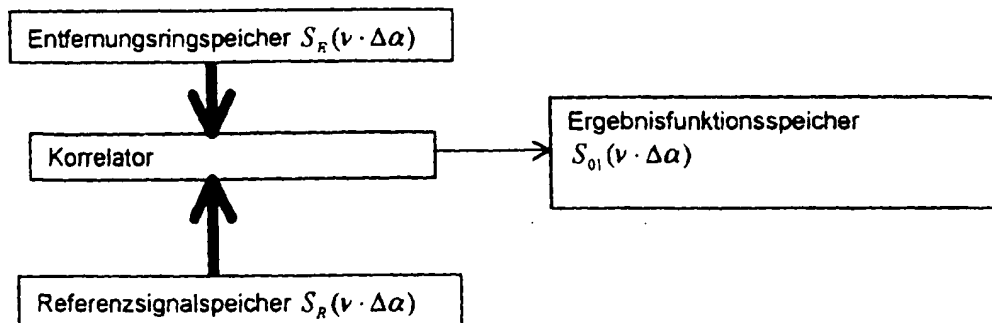 Entfernungsringspeicher S_E(ν · Δα)
Korrelator
Ergebnisfunktionsspeicher
S_01(ν · Δα)
Referenzsignalspeicher S_R(ν · Δα)